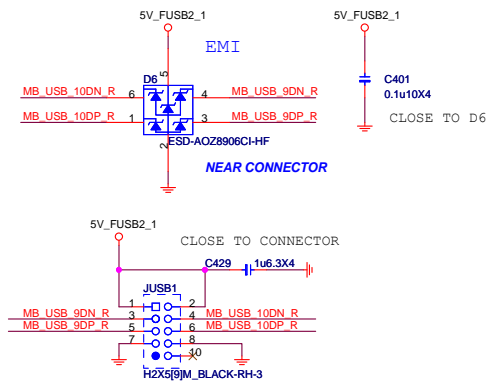 5V_FUSB2_1
5V_FUSB2_1
EMI
D6
5
C401
0.1u10X4
MB_USB_10DN_R
6
4
MB_USB_9DN_R
MB_USB_10DP_R
1
3
MB_USB_9DP_R
CLOSE TO D6
2
ESD-AOZ8906CI-HF
NEAR CONNECTOR
5V_FUSB2_1
CLOSE TO CONNECTOR
C429
1u6.3X4
JUSB1
1
2
MB_USB_9DN_R
3
4
MB_USB_10DN_R
MB_USB_9DP_R
5
6
MB_USB_10DP_R
7
8
10
H2X5[9]M_BLACK-RH-3